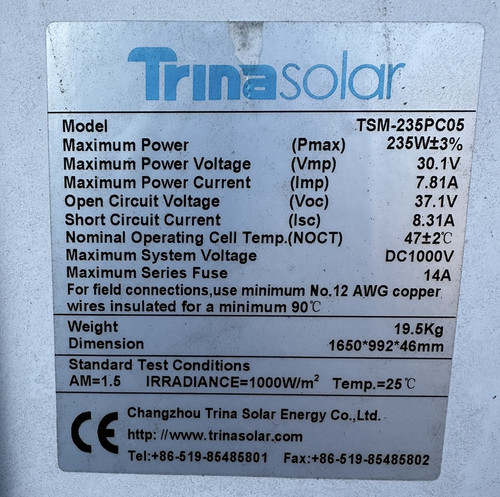 Trinasolar
Model TSM-235PC05
Maximum Power (Pmax) 235W±3%
Maximum Power Voltage (Vmp) 30.1V
Maximum Power Current (Imp) 7.81A
Open Circuit Voltage (Voc) 37.1V
Short Circuit Current (Isc) 8.31A
Nominal Operating Cell Temp.(NOCT) 47±2℃
Maximum System Voltage DC1000V
Maximum Series Fuse 14A
For field connections,use minimum No.12 AWG copper
wires insulated for a minimum 90℃
Weight 19.5Kg
Dimension 1650*992*46mm
Standard Test Conditions
AM=1.5 IRRADIANCE=1000W/m² Temp.=25℃
CE
Changzhou Trina Solar Energy Co.,Ltd.
http://www.trinasolar.com
Tel:+86-519-85485801 Fax:+86-519-85485802